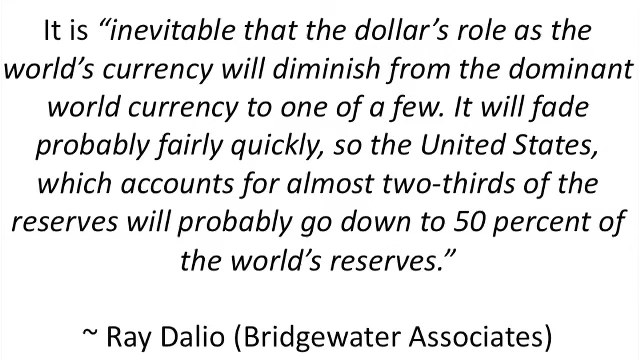 It is “inevitable that the dollar’s role as the
world’s currency will diminish from the dominant
world currency to one of a few. It will fade
probably fairly quickly, so the United States,
which accounts for almost two-thirds of the
reserves will probably go down to 50 percent of
the world’s reserves.”
~ Ray Dalio (Bridgewater Associates)